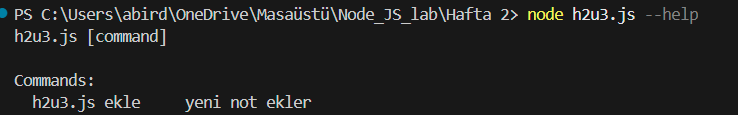 PS C:\Users\abird\OneDrive\Masaüstü\Node_JS_lab\Hafta 2> node h2u3.js --help
h2u3.js [command]
Commands:
h2u3.js ekle     yeni not ekler